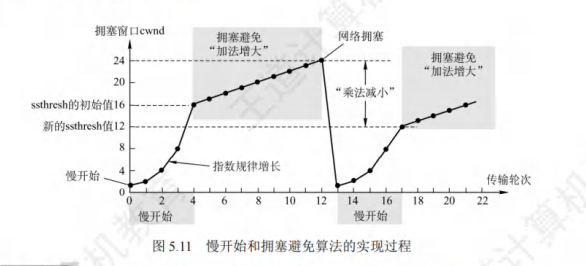 拥塞窗口cwnd
拥塞避免
“加法增大”
网络拥塞
拥塞避免
“加法增大”
24
20
ssthresh的初始值16
“乘法减小”
新的ssthresh值12
8
4
指数规律增长
慢开始
0
传输轮次
0 2 4 6 8 10 12 14 16 18 20 22
慢开始
慢开始
图 5.11 慢开始和拥塞避免算法的实现过程